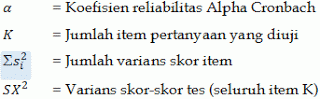 α = Koefisien reliabilitas Alpha Cronbach
K = Jumlah item pertanyaan yang diuji
Σs_i^2 = Jumlah varians skor item
SX^2 = Varians skor-skor tes (seluruh item K)